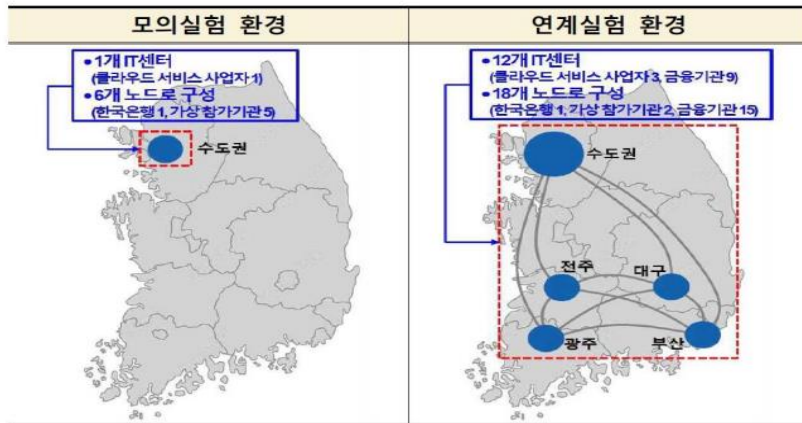 모의실험 환경
•1개 IT센터
(클라우드 서비스 사업자 1)
•6개 노드로 구성
(한국은행 1, 가상 참가기관 5)
수도권
연계실험 환경
•12개 IT센터
(클라우드 서비스 사업자 3, 금융기관 9)
•18개 노드로 구성
(한국은행 1, 가상 참가기관 2, 금융기관 15)
수도권
전주
대구
광주
부산